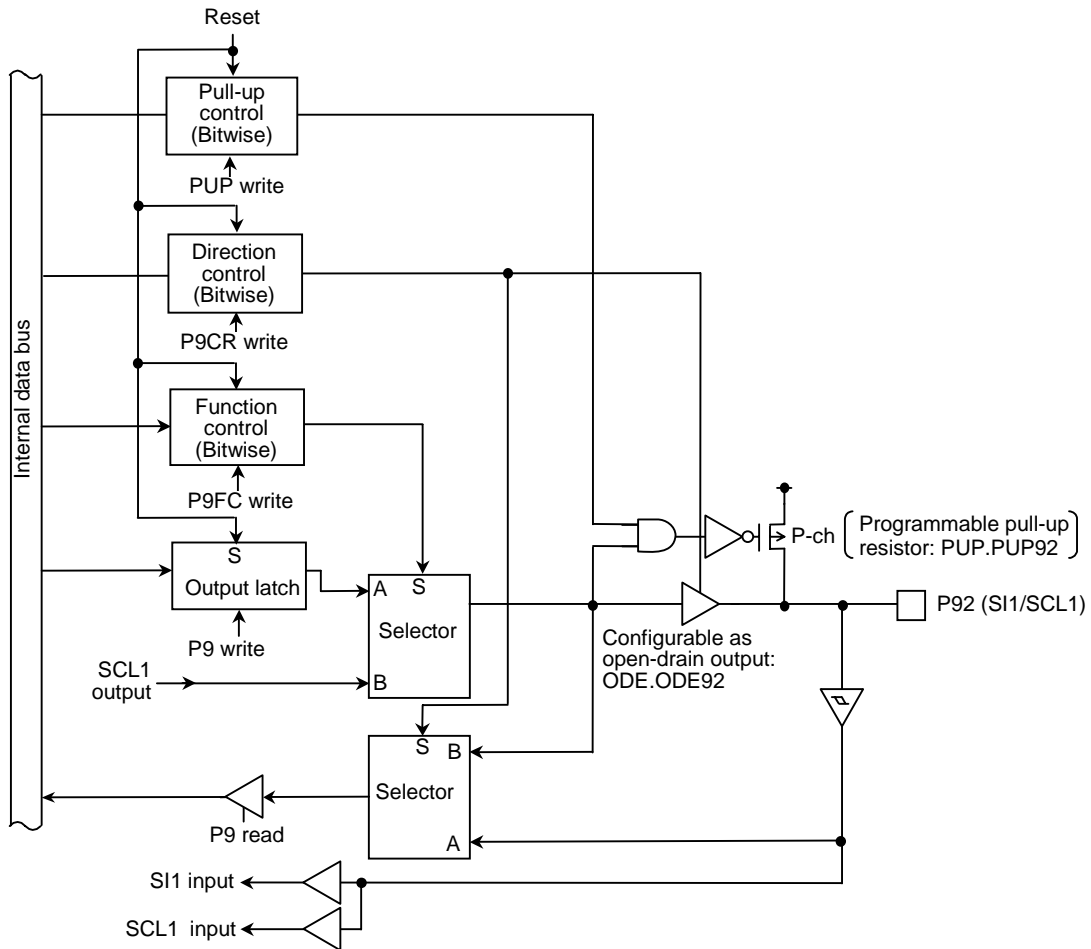 Reset
Pull-up
control
(Bitwise)
PUP write
Direction
control
(Bitwise)
P9CR write
Internal data bus
Function
control
(Bitwise)
P9FC write
S
Output latch
P9 write
A
S
Selector
B
SCL1
output
P-ch
Programmable pull-up
resistor: PUP.PUP92
P92 (SI1/SCL1)
Configurable as
open-drain output:
ODE.ODE92
S
B
Selector
A
P9 read
SI1 input
SCL1 input